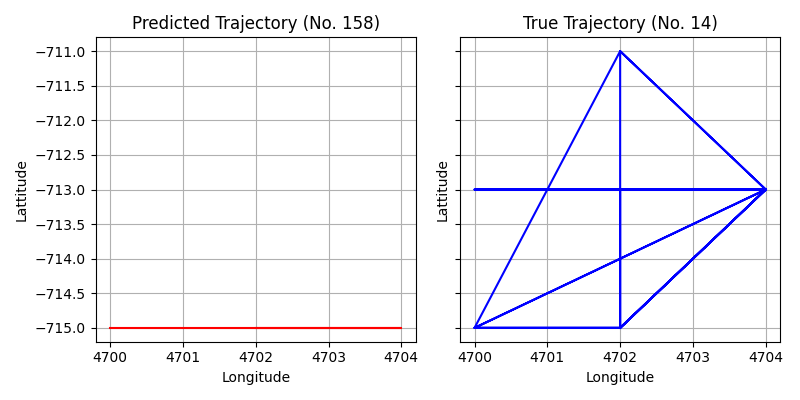 Predicted Trajectory (No. 158)
True Trajectory (No. 14)
−711.0
−711.5
−712.0
−712.5
−713.0
−713.5
−714.0
−714.5
−715.0
Lattitude
Lattitude
4700 4701 4702 4703 4704
4700 4701 4702 4703 4704
Longitude
Longitude